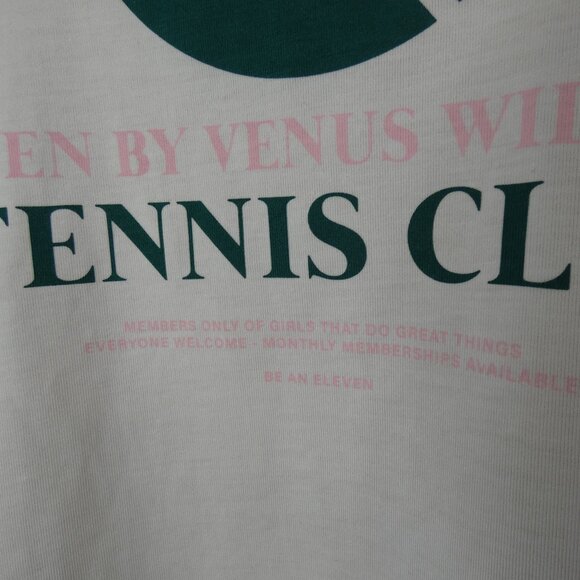 EN BY VENUS WIL
TENNIS CL
MEMBERS ONLY OF GIRLS THAT DO GREAT THINGS
EVERYONE WELCOME - MONTHLY MEMBERSHIPS AVAILABLE
BE AN ELEVEN